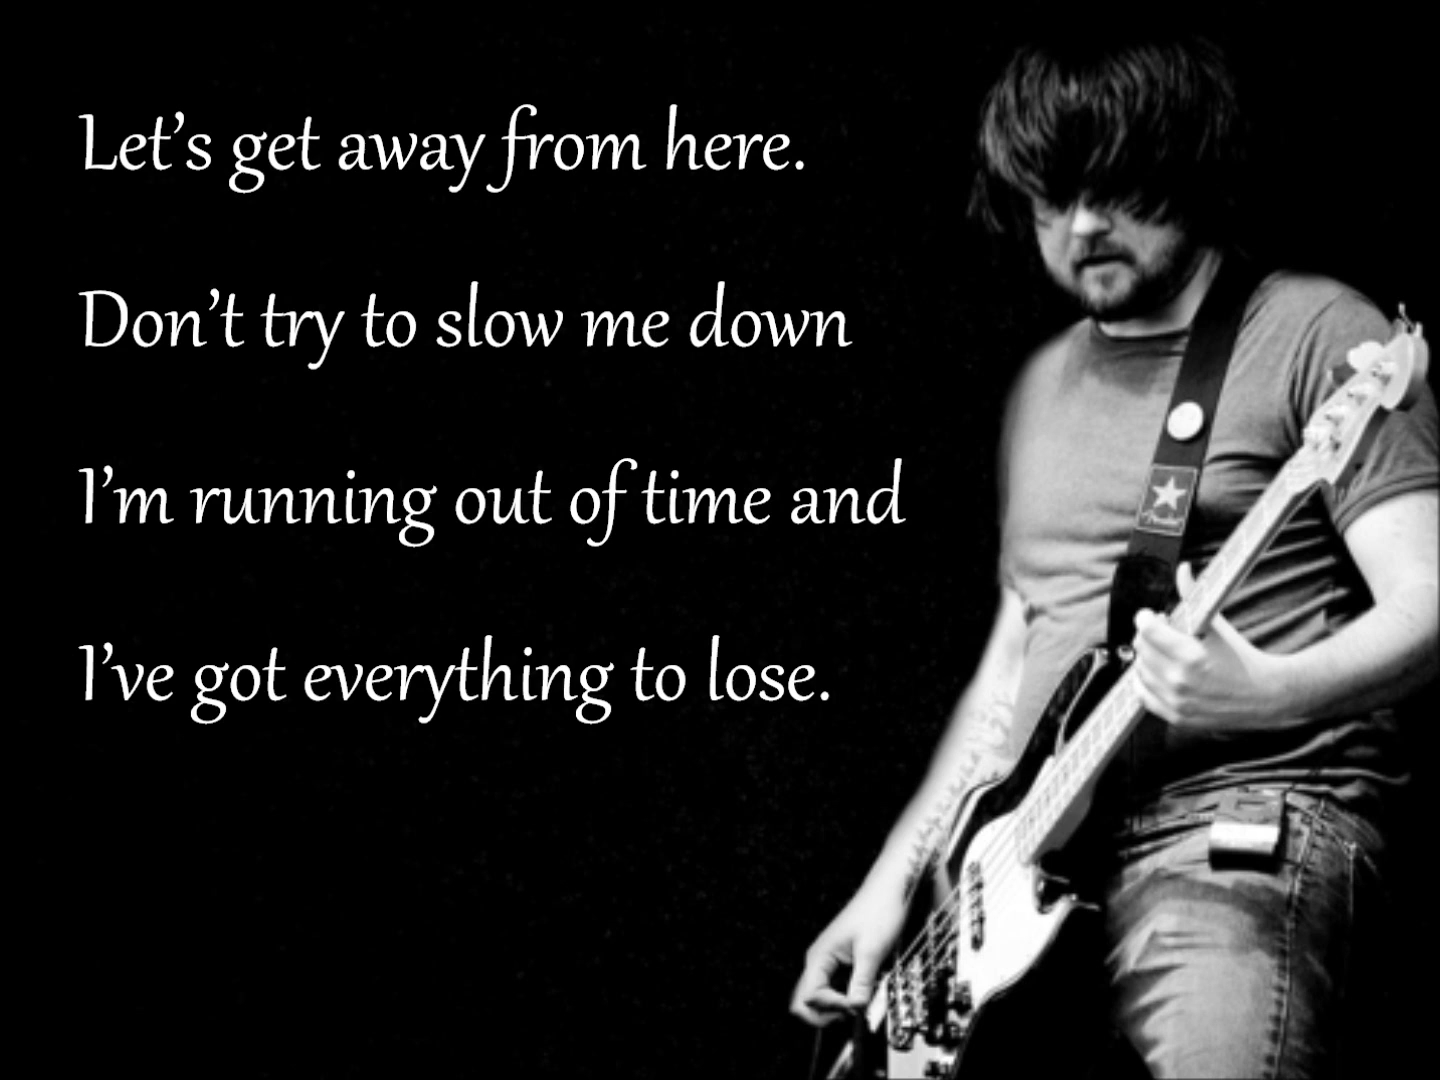 Let's get away from here.
Don't try to slow me down
I'm running out of time and
I've got everything to lose.
Fender